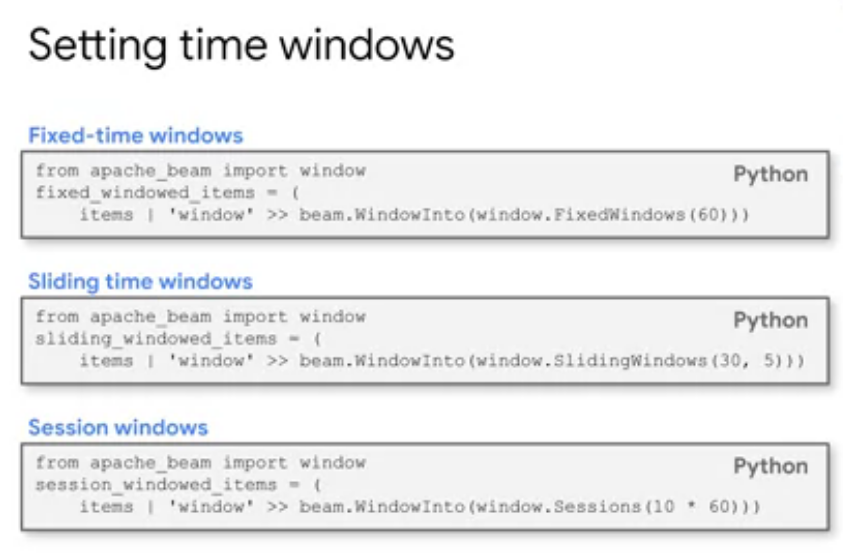 Setting time windows
Fixed-time windows
from apache_beam import window
Python
fixed_windowed_items = (
    items | 'window' >> beam.WindowInto(window.FixedWindows(60)))
Sliding time windows
from apache_beam import window
Python
sliding_windowed_items = (
    items | 'window' >> beam.WindowInto(window.SlidingWindows(30, 5)))
Session windows
from apache_beam import window
Python
session_windowed_items = (
    items | 'window' >> beam.WindowInto(window.Sessions(10 * 60)))